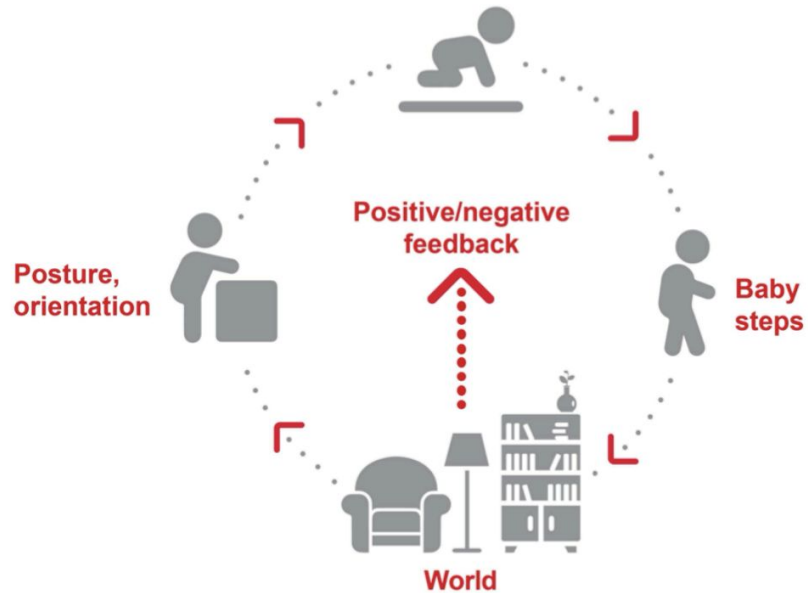 Positive/negative
feedback
Posture,
orientation
Baby
steps
World